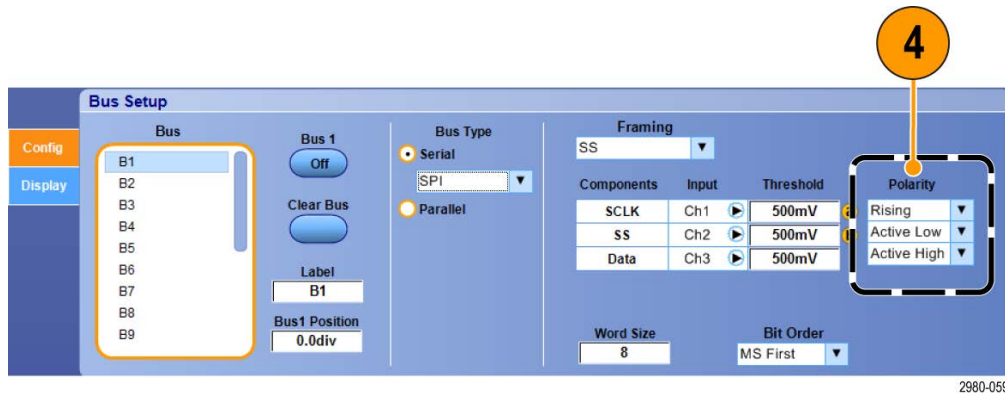 4
Bus Setup
Config
Display
Bus
B1
B2
B3
B4
B5
B6
B7
B8
B9
Bus 1
Off
Clear Bus
Label
B1
Bus1 Position
0.0div
Bus Type
Serial
SPI
Parallel
Framing
SS
Components Input Threshold Polarity
SCLK Ch1 500mV a Rising
SS Ch2 500mV b Active Low
Data Ch3 500mV Active High
Word Size
8
Bit Order
MS First
2980-059